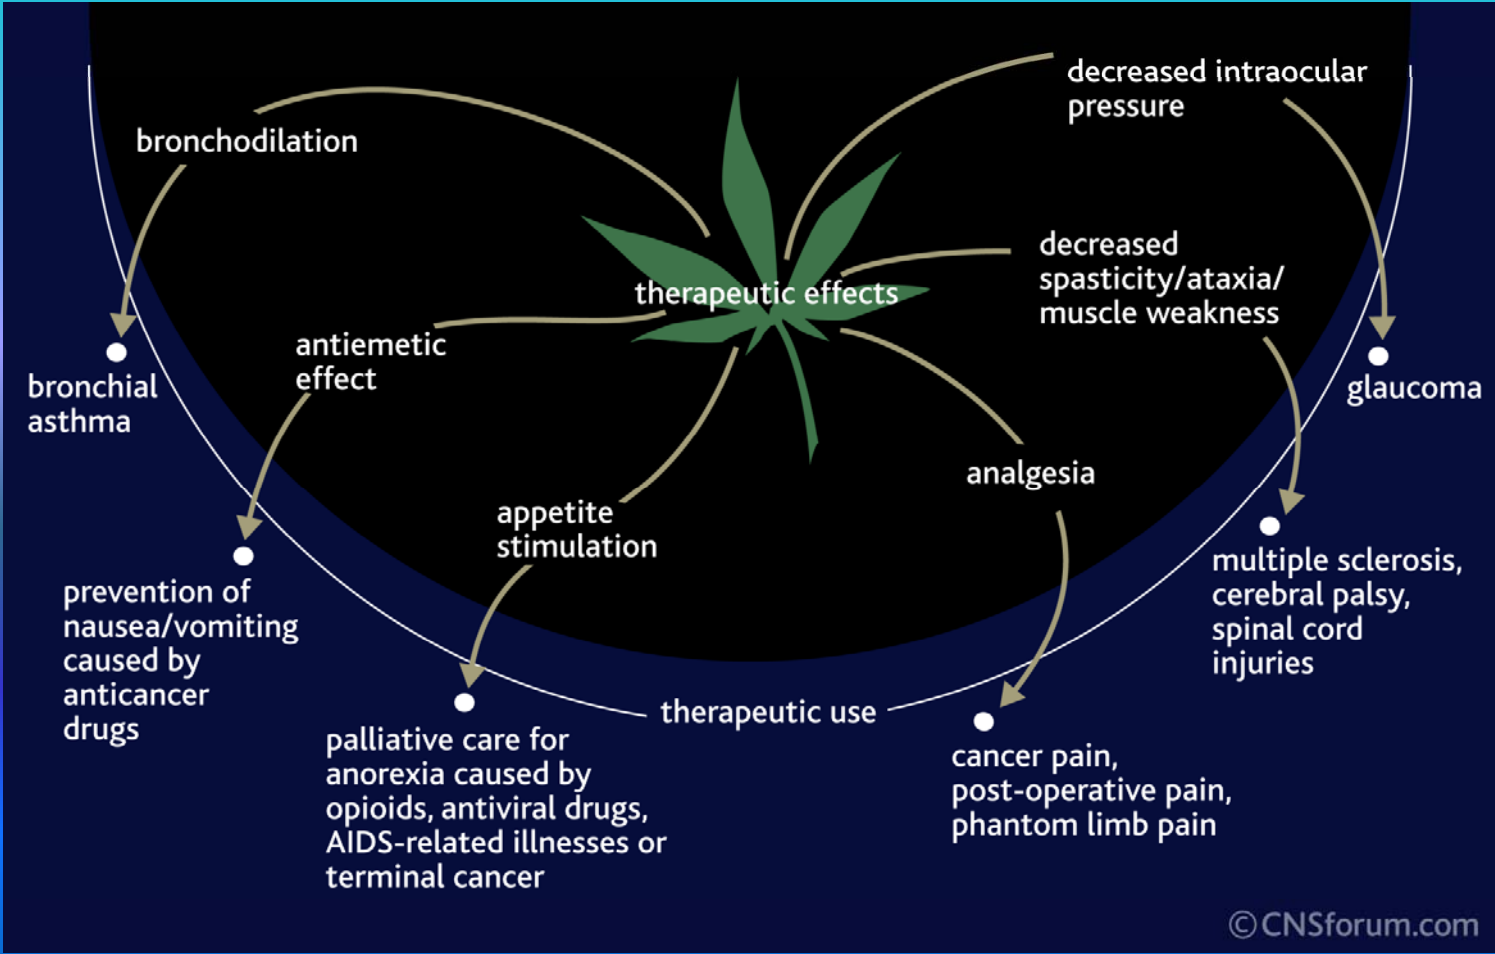 decreased intraocular
pressure
bronchodilation
decreased
spasticity/ataxia/
muscle weakness
therapeutic effects
antiemetic
effect
bronchial
asthma
glaucoma
analgesia
appetite
stimulation
multiple sclerosis,
cerebral palsy,
spinal cord
injuries
prevention of
nausea/vomiting
caused by
anticancer
drugs
therapeutic use
palliative care for
anorexia caused by
opioids, antiviral drugs,
AIDS-related illnesses or
terminal cancer
cancer pain,
post-operative pain,
phantom limb pain
©CNSforum.com